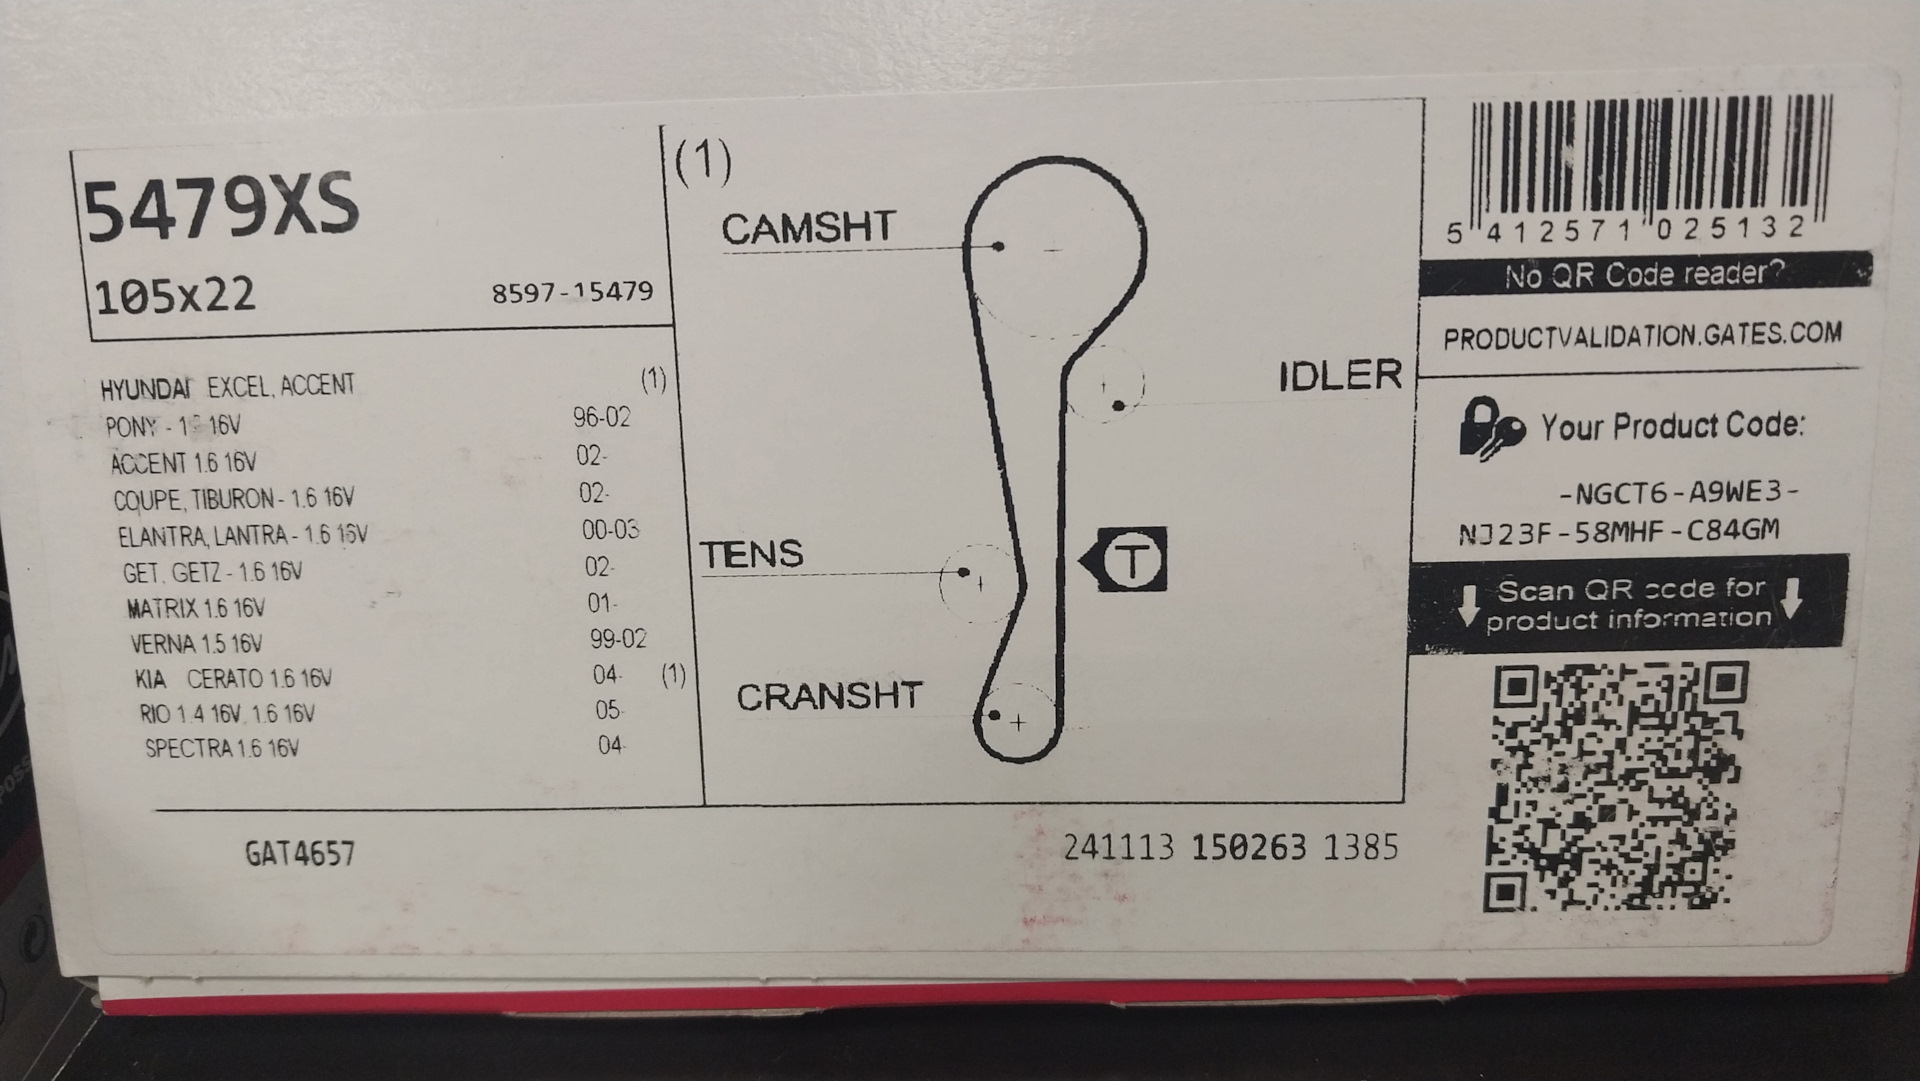 5479XS
105x22 8597-15479
HYUNDAI EXCEL, ACCENT (1)
PONY - 16V 96-02
ACCENT 1.6 16V 02-
COUPE, TIBURON - 1.6 16V 02-
ELANTRA, LANTRA - 1.6 16V 00-03
GET, GETZ - 1.6 16V 02-
MATRIX 1.6 16V 01-
VERNA 1.5 16V 99-02
KIA CERATO 1.6 16V 04- (1)
RIO 1.4 16V, 1.6 16V 05-
SPECTRA 1.6 16V 04-
GAT4657
(1)
CAMSHT
IDLER
TENS
T
CRANSHT
241113 150263 1385
5 412571 025132
No QR Code reader?
PRODUCTVALIDATION.GATES.COM
Your Product Code:
-NGCT6-A9WE3-
NJ23F-58MHF-C84GM
Scan QR code for
product information